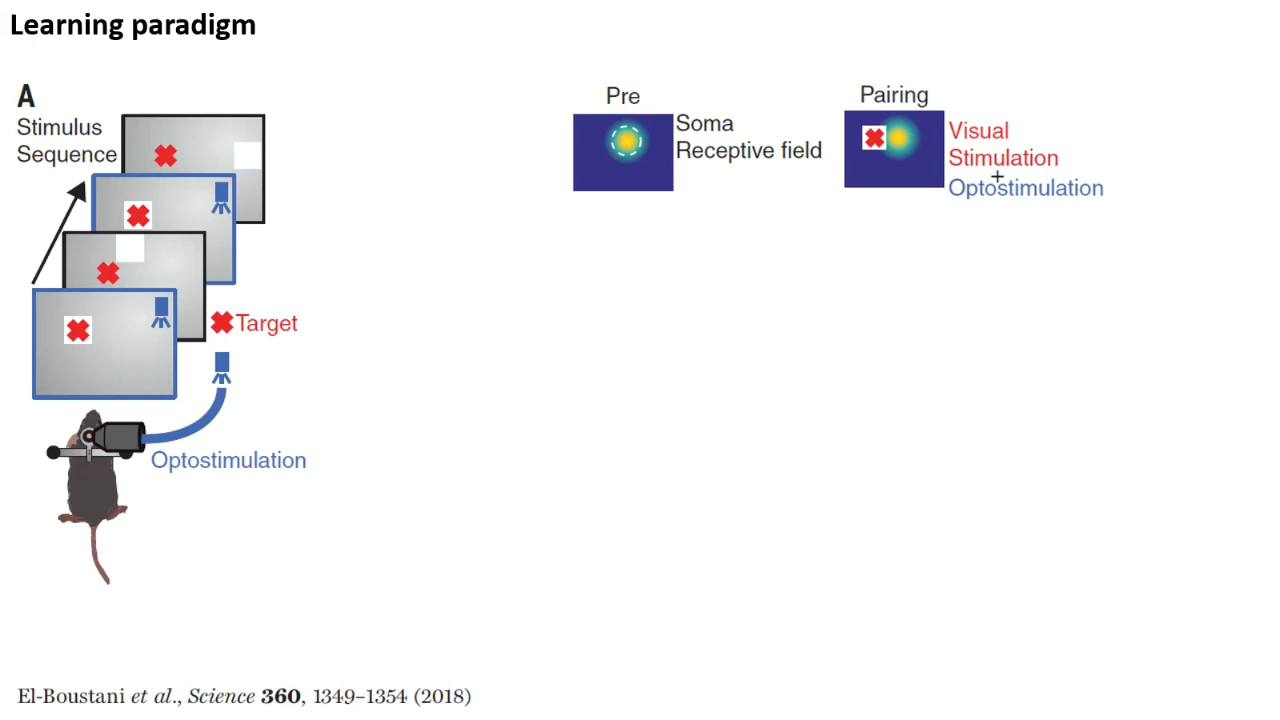 Learning paradigm
A
Stimulus
Sequence
Target
Optostimulation
Pre
Soma
Receptive field
Pairing
Visual
Stimulation
+
Optostimulation
El-Boustani et al., Science 360, 1349–1354 (2018)